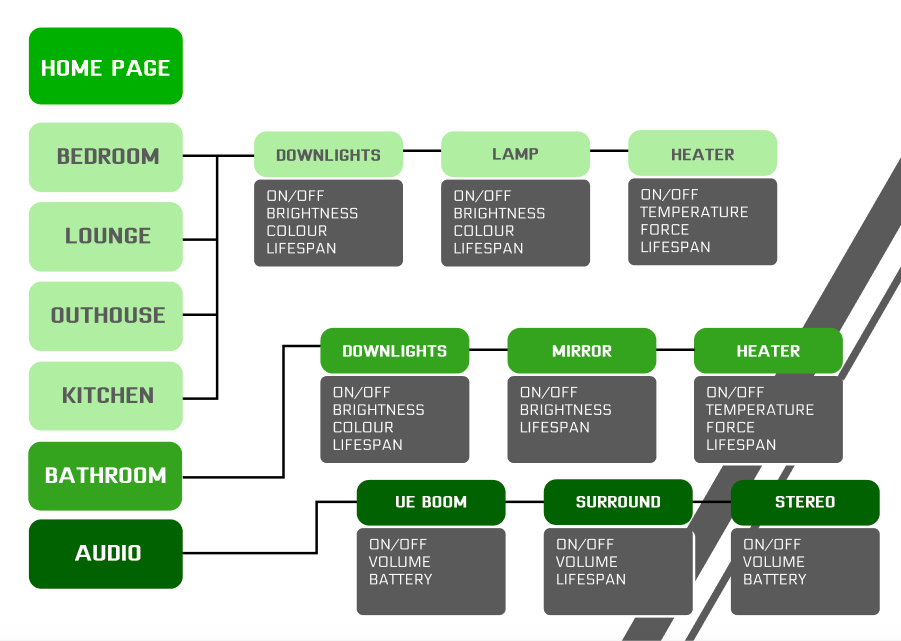 HOME PAGE
BEDROOM
LOUNGE
OUTHOUSE
KITCHEN
BATHROOM
AUDIO
DOWNLIGHTS
ON/OFF
BRIGHTNESS
COLOUR
LIFESPAN
LAMP
ON/OFF
BRIGHTNESS
COLOUR
LIFESPAN
HEATER
ON/OFF
TEMPERATURE
FORCE
LIFESPAN
DOWNLIGHTS
ON/OFF
BRIGHTNESS
COLOUR
LIFESPAN
MIRROR
ON/OFF
BRIGHTNESS
LIFESPAN
HEATER
ON/OFF
TEMPERATURE
FORCE
LIFESPAN
UE BOOM
ON/OFF
VOLUME
BATTERY
SURROUND
ON/OFF
VOLUME
LIFESPAN
STEREO
ON/OFF
VOLUME
BATTERY